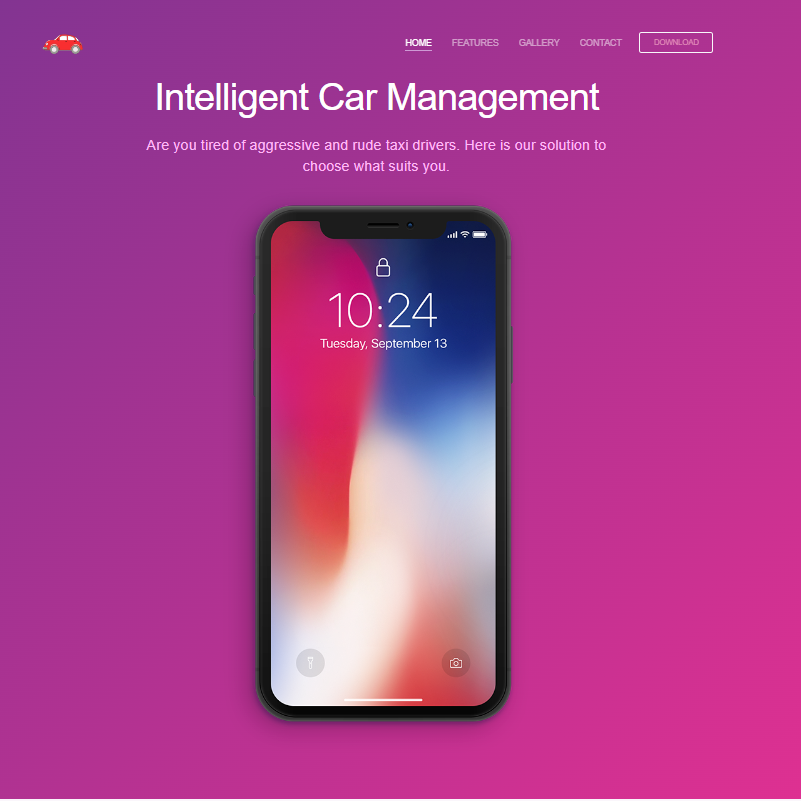 HOME FEATURES GALLERY CONTACT DOWNLOAD
Intelligent Car Management
Are you tired of aggressive and rude taxi drivers. Here is our solution to
choose what suits you.
10:24
Tuesday, September 13